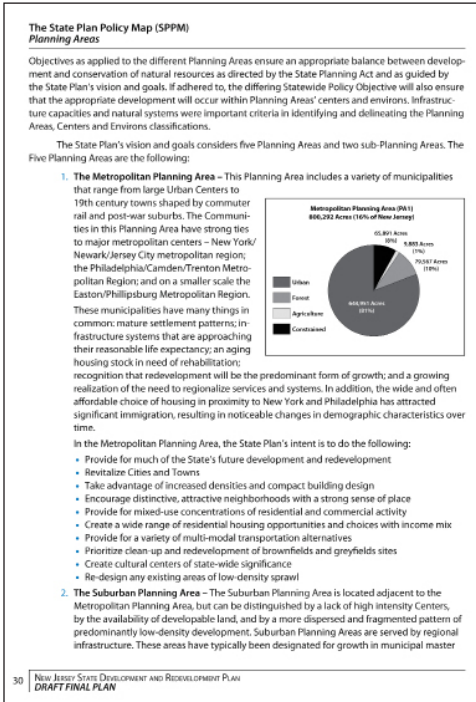 The State Plan Policy Map (SPPM)
Planning Areas
Objectives as applied to the different Planning Areas ensure an appropriate balance between develop-
ment and conservation of natural resources as directed by the State Planning Act and as guided by
the State Plan's vision and goals. If adhered to, the differing Statewide Policy Objective will also ensure
that the appropriate development will occur within Planning Areas' centers and environs. Infrastruc-
ture capacities and natural systems were important criteria in identifying and delineating the Planning
Areas, Centers and Environs classifications.
The State Plan's vision and goals considers five Planning Areas and two sub-Planning Areas. The
Five Planning Areas are the following:
1. The Metropolitan Planning Area – This Planning Area includes a variety of municipalities
that range from large Urban Centers to
19th century towns shaped by commuter
rail and post-war suburbs. The Communi-
ties in this Planning Area have strong ties
to major metropolitan centers – New York/
Newark/Jersey City metropolitan region;
the Philadelphia/Camden/Trenton Metro-
politan Region; and on a smaller scale the
Easton/Phillipsburg Metropolitan Region.
Metropolitan Planning Area (PA1)
800,292 Acres (16% of New Jersey)
65,891 Acres
(8%)
9,883 Acres
(1%)
79,567 Acres
(10%)
(81%)
Urban
Forest
Agriculture
Constrained
These municipalities have many things in
common: mature settlement patterns; in-
frastructure systems that are approaching
their reasonable life expectancy; an aging
housing stock in need of rehabilitation;
recognition that redevelopment will be the predominant form of growth; and a growing
realization of the need to regionalize services and systems. In addition, the wide and often
affordable choice of housing in proximity to New York and Philadelphia has attracted
significant immigration, resulting in noticeable changes in demographic characteristics over
time.
In the Metropolitan Planning Area, the State Plan's intent is to do the following:
• Provide for much of the State's future development and redevelopment
• Revitalize Cities and Towns
• Take advantage of increased densities and compact building design
• Encourage distinctive, attractive neighborhoods with a strong sense of place
• Provide for mixed-use concentrations of residential and commercial activity
• Create a wide range of residential housing opportunities and choices with income mix
• Provide for a variety of multi-modal transportation alternatives
• Prioritize clean-up and redevelopment of brownfields and greyfields sites
• Create cultural centers of state-wide significance
• Re-design any existing areas of low-density sprawl
2. The Suburban Planning Area – The Suburban Planning Area is located adjacent to the
Metropolitan Planning Area, but can be distinguished by a lack of high intensity Centers,
by the availability of developable land, and by a more dispersed and fragmented pattern of
predominantly low-density development. Suburban Planning Areas are served by regional
infrastructure. These areas have typically been designated for growth in municipal master
30 New Jersey State Development and Redevelopment Plan
DRAFT FINAL PLAN